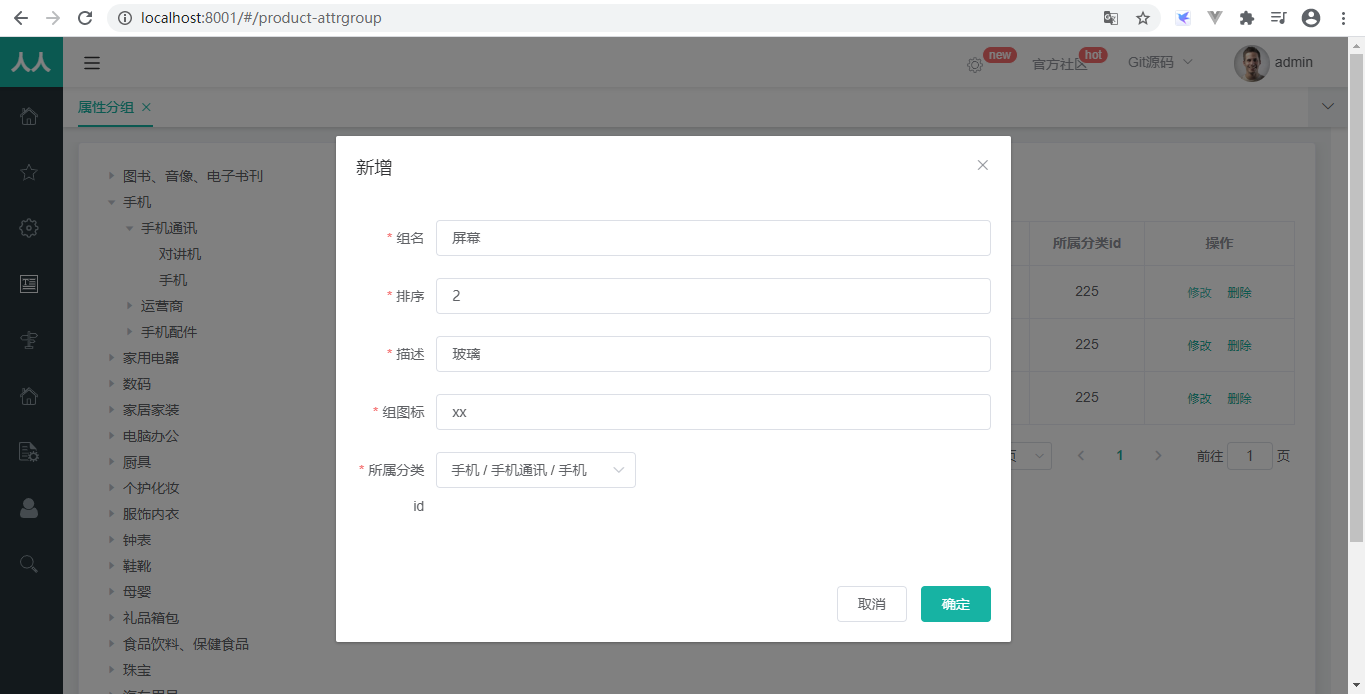 localhost:8001/#/product-attrgroup
人人
new
官方社区
hot
Git源码
admin
属性分组
图书、音像、电子书刊
手机
手机通讯
对讲机
手机
运营商
手机配件
家用电器
数码
家居家装
电脑办公
厨具
个护化妆
服饰内衣
钟表
鞋靴
母婴
礼品箱包
食品饮料、保健食品
珠宝
所属分类id 操作
225 修改 删除
225 修改 删除
225 修改 删除
页 1 前往 1 页
新增
* 组名 屏幕
* 排序 2
* 描述 玻璃
* 组图标 xx
* 所属分类 手机 / 手机通讯 / 手机
id
取消 确定